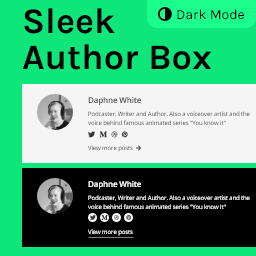 Sleek
Dark Mode
Author Box
Daphne White
Podcaster, Writer and Author. Also a voiceover artist and the
voice behind famous animated series "You know it"
View more posts →
Daphne White
Podcaster, Writer and Author. Also a voiceover artist and the
voice behind famous animated series "You know it"
View more posts